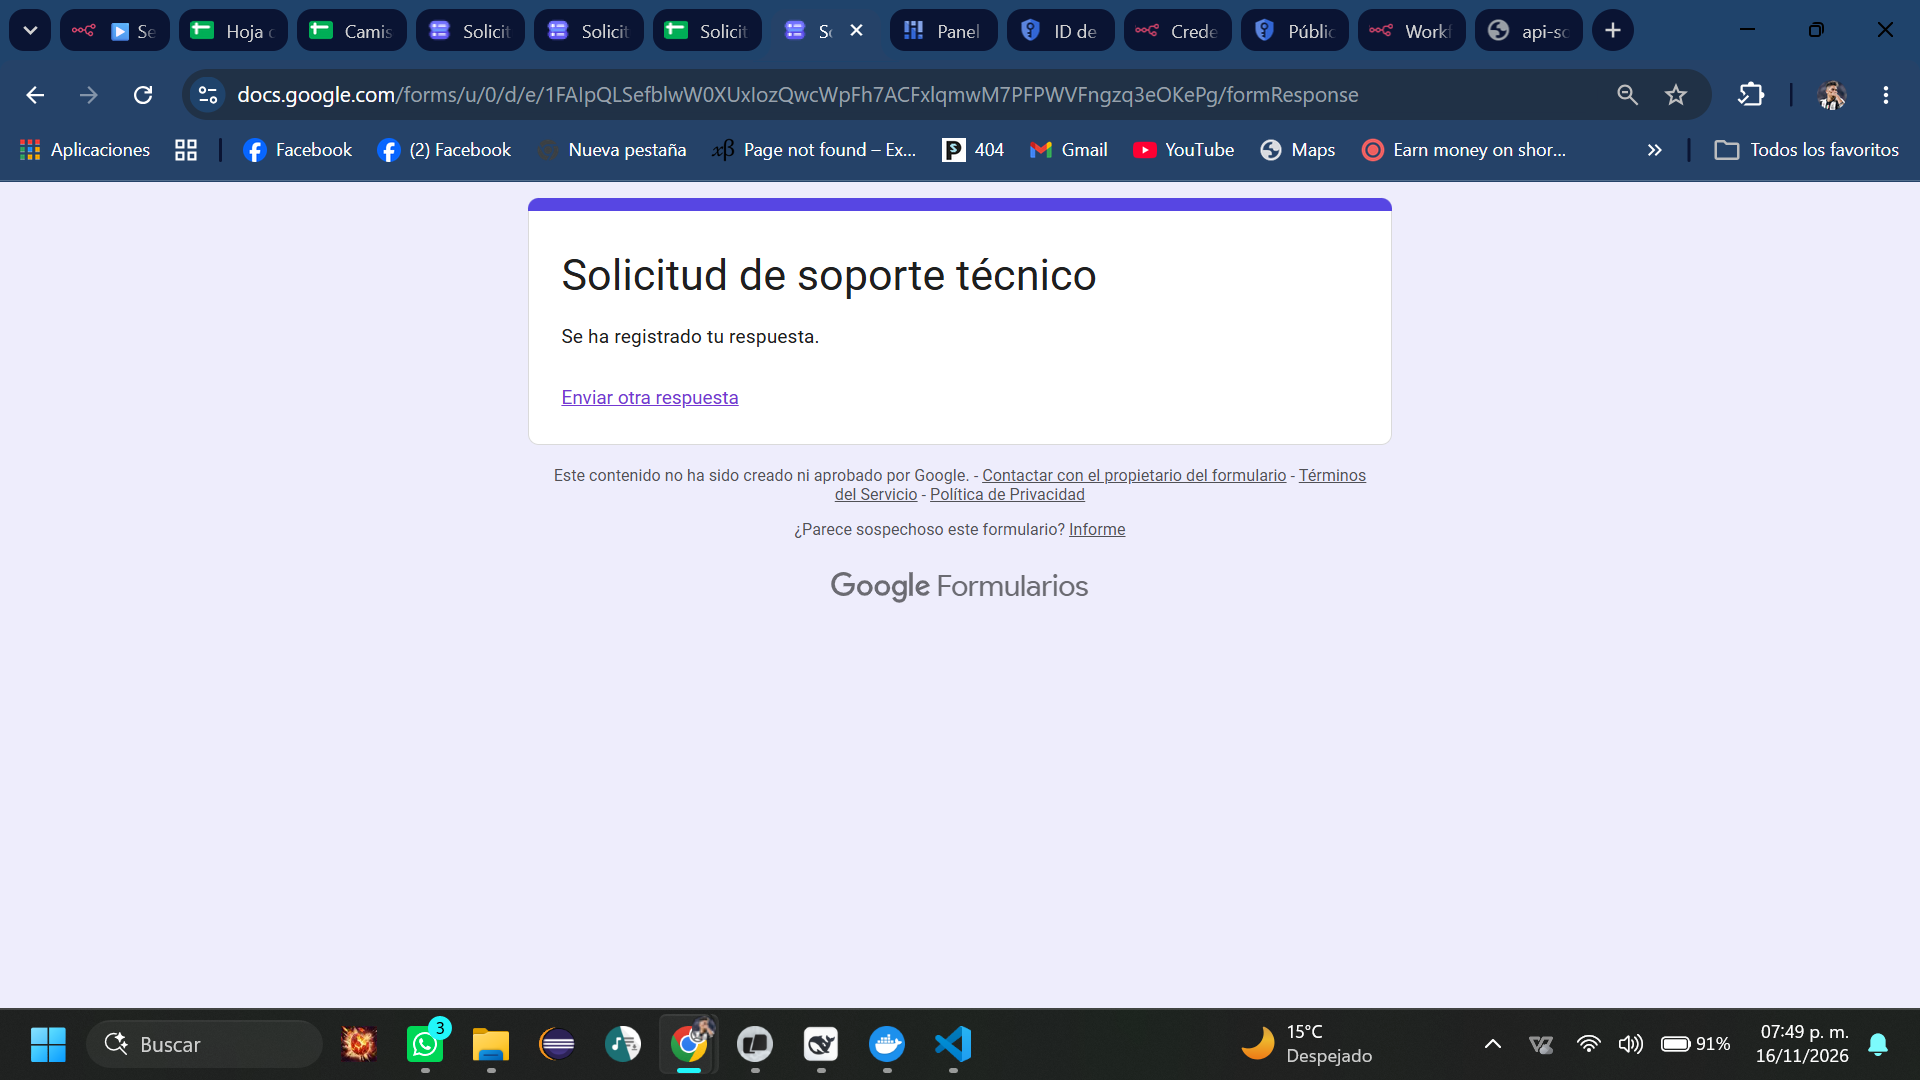 Se
Hoja c
Camis
Solicit
Solicit
Solicit
So
Panel
ID de
Crede
Públic
Workf
api-sc
docs.google.com/forms/u/0/d/e/1FAIpQLSefblwW0XUxIozQwcWpFh7ACFxlqmwM7PFPWVFngzq3eOKePg/formResponse
Aplicaciones
Facebook
(2) Facebook
Nueva pestaña
Page not found – Ex...
404
Gmail
YouTube
Maps
Earn money on shor...
Todos los favoritos
Solicitud de soporte técnico
Se ha registrado tu respuesta.
Enviar otra respuesta
Este contenido no ha sido creado ni aprobado por Google. - Contactar con el propietario del formulario - Términos
del Servicio - Política de Privacidad
¿Parece sospechoso este formulario? Informe
Google Formularios
Buscar
3
15°C
Despejado
91%
07:49 p. m.
16/11/2026